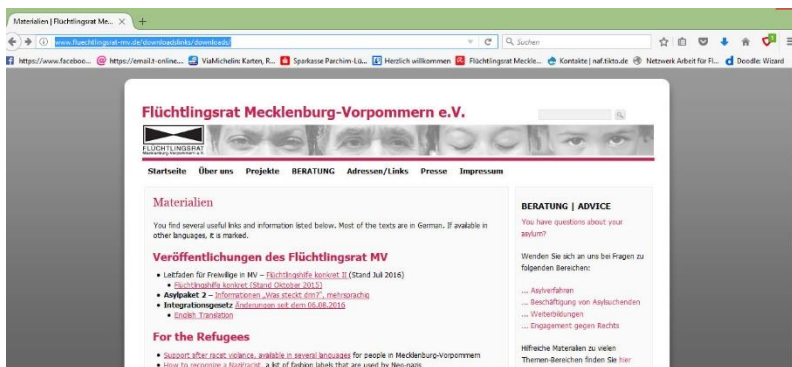 Materialien | Flüchtlingsrat Me...
www.fluechtlingsrat-mv.de/downloadslinks/downloads/
Suchen
https://www.faceboo... https://email.t-online... ViaMichelin: Karten, R... Sparkasse Parchim-Lü... Herzlich willkommen Flüchtlingsrat Meckle... Kontakte | naf.tikto.de Netzwerk Arbeit für Fl... Doodle: Wizard
Flüchtlingsrat Mecklenburg-Vorpommern e.V.
FLÜCHTLINGSRAT
Mecklenburg-Vorpommern e.V.
Startseite Über uns Projekte BERATUNG Adressen/Links Presse Impressum
Materialien
You find several useful links and information listed below. Most of the texts are in German. If available in
other languages, it is marked.
Veröffentlichungen des Flüchtlingsrat MV
Leitfaden für Freiwilige in MV – Flüchtlingshilfe konkret II (Stand Juli 2016)
Flüchtlingshilfe konkret (Stand Oktober 2015)
Asylpaket 2 – Informationen „Was steckt drin?", mehrsprachig
Integrationsgesetz Änderungen seit dem 06.08.2016
English Translation
For the Refugees
Support after racist violance, available in several languages for people in Mecklenburg-Vorpommern
How to recognize a Nazi/racist, a kit of fashion labels that are used by Neo-nazis
BERATUNG | ADVICE
You have questions about your
asylum?
Wenden Sie sich an uns bei Fragen zu
folgenden Bereichen:
... Asylverfahren
... Beschäftigung von Asylsuchenden
... Weiterbildungen
... Engagement gegen Rechts
Hilfreiche Materialien zu vielen
Themen-Bereichen finden Sie hier